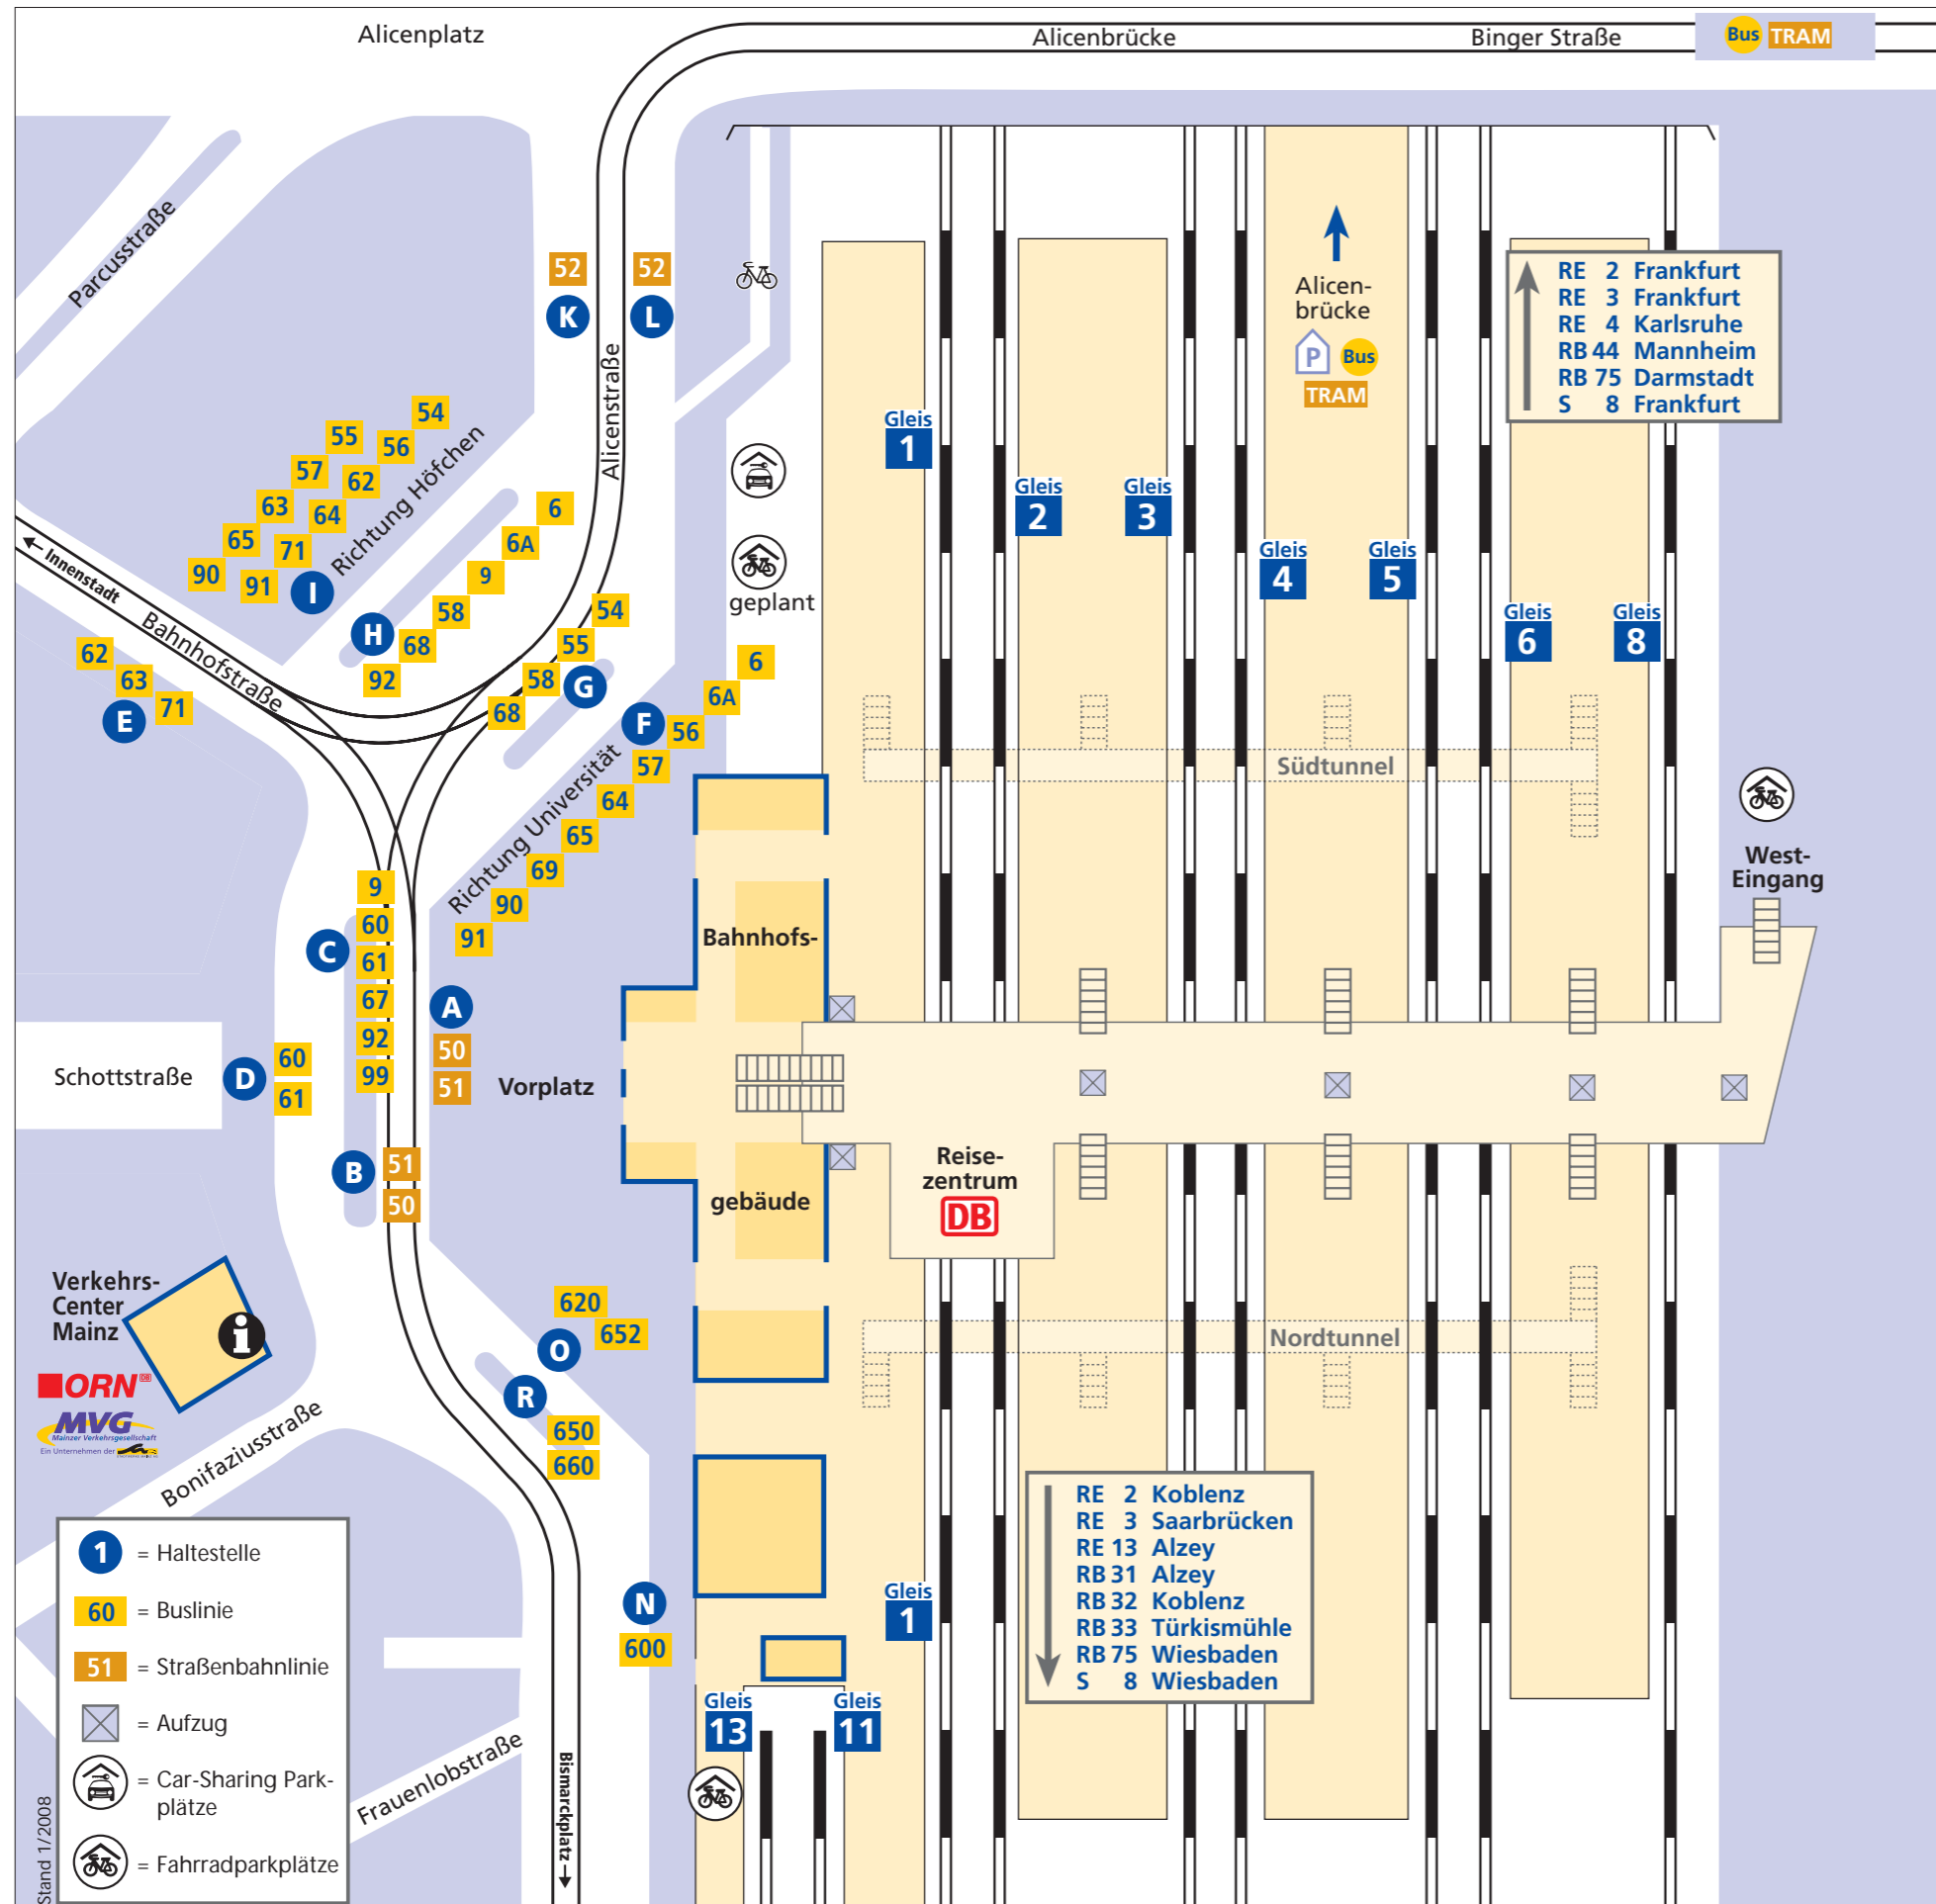 Alicenplatz
Alicenbrücke
Binger Straße
Bus TRAM
Parcusstraße
52
52
K
L
Alicenstraße
Alicen-
brücke
P Bus
TRAM
RE 2 Frankfurt
RE 3 Frankfurt
RE 4 Karlsruhe
RB 44 Mannheim
RB 75 Darmstadt
S 8 Frankfurt
54
55
56
57
62
63
64
65
71
90
91
I
Richtung Höfchen
6
6A
9
58
68
92
H
← Innenstadt
Bahnhofstraße
62
63
71
E
54
55
58
68
G
geplant
6
6A
56
57
64
65
69
90
91
F
Richtung Universität
Gleis
1
Gleis
2
Gleis
3
Gleis
4
Gleis
5
Gleis
6
Gleis
8
Südtunnel
West-
Eingang
9
60
61
67
92
99
C
A
50
51
Schottstraße
D
60
61
Vorplatz
B
51
50
Bahnhofs-
gebäude
Reise-
zentrum
DB
Verkehrs-
Center
Mainz
i
ORN DB
MVG
Mainzer Verkehrsgesellschaft
Ein Unternehmen der
Bonifaziusstraße
620
652
O
R
650
660
Nordtunnel
RE 2 Koblenz
RE 3 Saarbrücken
RE 13 Alzey
RB 31 Alzey
RB 32 Koblenz
RB 33 Türkismühle
RB 75 Wiesbaden
S 8 Wiesbaden
N
600
Gleis
1
Gleis
13
Gleis
11
Frauenlobstraße
Bismarckplatz →
1 = Haltestelle
60 = Buslinie
51 = Straßenbahnlinie
= Aufzug
= Car-Sharing Park-
plätze
= Fahrradparkplätze
Stand 1/2008